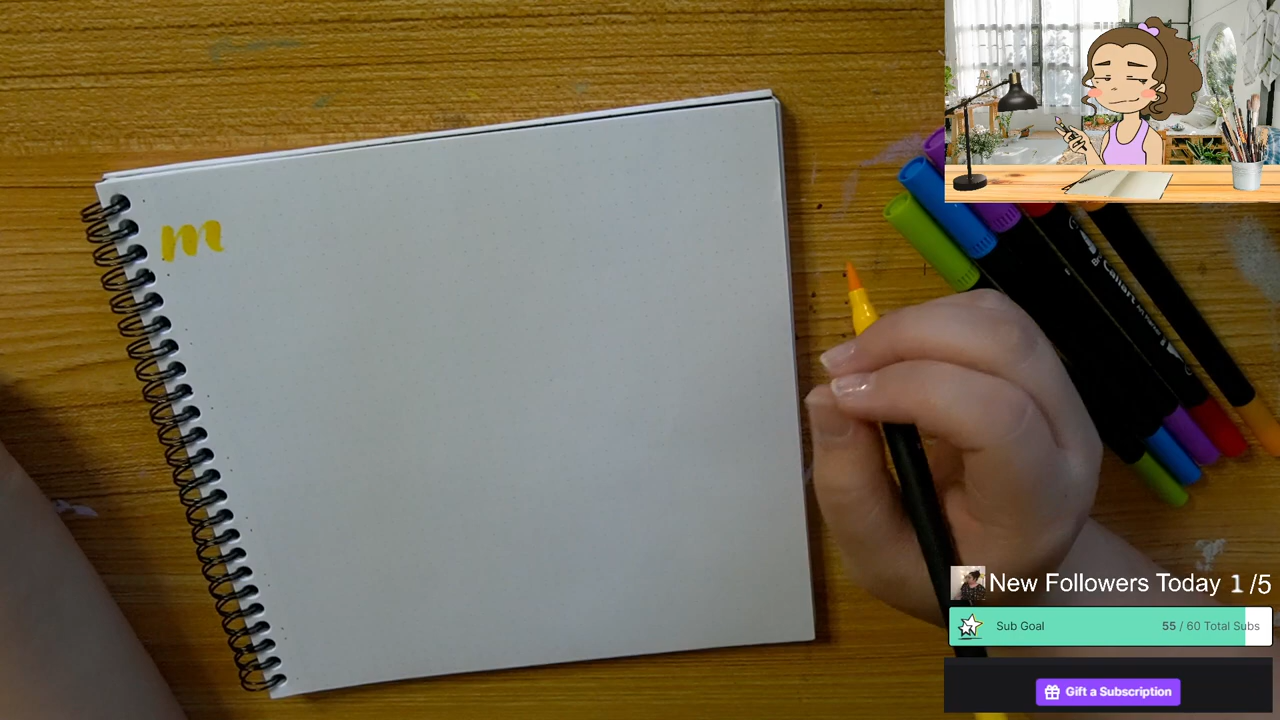 m
New Followers Today 1 /5
Sub Goal
55 / 60 Total Subs
Gift a Subscription